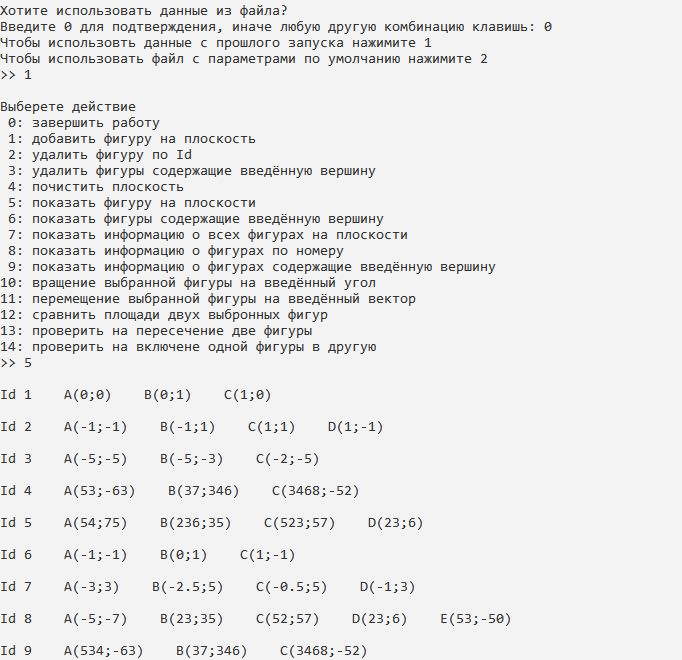 Хотите использовать данные из файла?
Введите 0 для подтверждения, иначе любую другую комбинацию клавишь: 0
Чтобы использовть данные с прошлого запуска нажимите 1
Чтобы использовать файл с параметрами по умолчанию нажимите 2
>> 1
Выберете действие
0: завершить работу
1: добавить фигуру на плоскость
2: удалить фигуру по Id
3: удалить фигуры содержащие введённую вершину
4: почистить плоскость
5: показать фигуру на плоскости
6: показать фигуры содержащие введённую вершину
7: показать информацию о всех фигурах на плоскости
8: показать информацию о фигурах по номеру
9: показать информацию о фигурах содержащие введённую вершину
10: вращение выбранной фигуры на введённый угол
11: перемещение выбранной фигуры на введённый вектор
12: сравнить площади двух выбронных фигур
13: проверить на пересечение две фигуры
14: проверить на включене одной фигуры в другую
>> 5
Id 1 A(0;0) B(0;1) C(1;0)
Id 2 A(-1;-1) B(-1;1) C(1;1) D(1;-1)
Id 3 A(-5;-5) B(-5;-3) C(-2;-5)
Id 4 A(53;-63) B(37;346) C(3468;-52)
Id 5 A(54;75) B(236;35) C(523;57) D(23;6)
Id 6 A(-1;-1) B(0;1) C(1;-1)
Id 7 A(-3;3) B(-2.5;5) C(-0.5;5) D(-1;3)
Id 8 A(-5;-7) B(23;35) C(52;57) D(23;6) E(53;-50)
Id 9 A(534;-63) B(37;346) C(3468;-52)